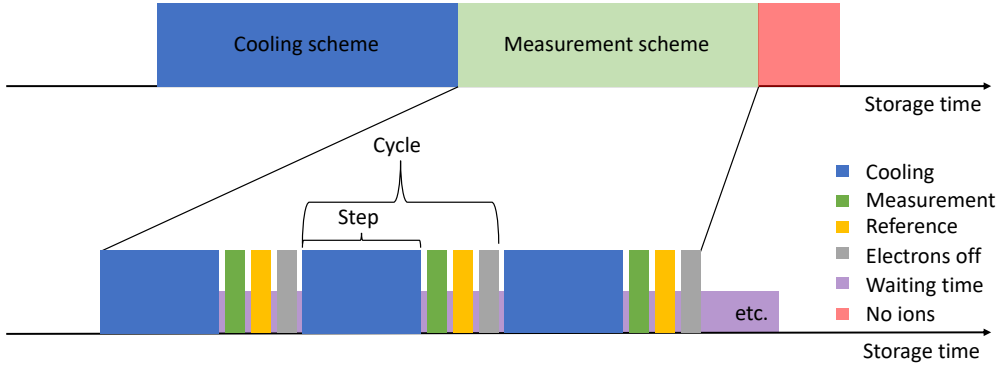 Cooling scheme
Measurement scheme
Storage time
Cycle
Step
Cooling
Measurement
Reference
Electrons off
Waiting time
No ions
etc.
Storage time